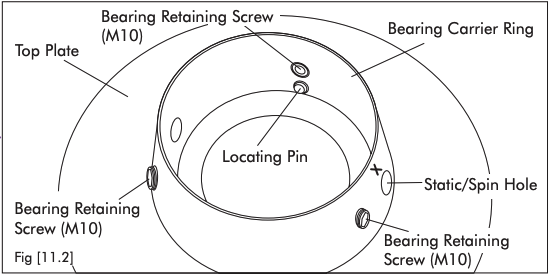 Bearing Retaining Screw
(M10)
Bearing Carrier Ring
Top Plate
Locating Pin
X
Static/Spin Hole
Bearing Retaining
Screw (M10)
Bearing Retaining
Screw (M10)
Fig [11.2]